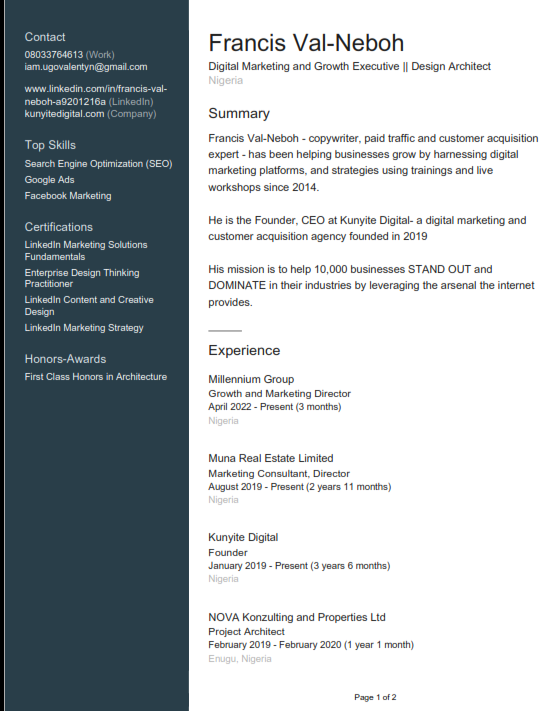 Contact
08033764613 (Work)
iam.ugovalentyn@gmail.com
www.linkedin.com/in/francis-val-
neboh-a9201216a (LinkedIn)
kunyitedigital.com (Company)
Top Skills
Search Engine Optimization (SEO)
Google Ads
Facebook Marketing
Certifications
LinkedIn Marketing Solutions
Fundamentals
Enterprise Design Thinking
Practitioner
LinkedIn Content and Creative
Design
LinkedIn Marketing Strategy
Honors-Awards
First Class Honors in Architecture
Francis Val-Neboh
Digital Marketing and Growth Executive || Design Architect
Nigeria
Summary
Francis Val-Neboh - copywriter, paid traffic and customer acquisition
expert - has been helping businesses grow by harnessing digital
marketing platforms, and strategies using trainings and live
workshops since 2014.
He is the Founder, CEO at Kunyite Digital- a digital marketing and
customer acquisition agency founded in 2019
His mission is to help 10,000 businesses STAND OUT and
DOMINATE in their industries by leveraging the arsenal the internet
provides.
Experience
Millennium Group
Growth and Marketing Director
April 2022 - Present (3 months)
Nigeria
Muna Real Estate Limited
Marketing Consultant, Director
August 2019 - Present (2 years 11 months)
Nigeria
Kunyite Digital
Founder
January 2019 - Present (3 years 6 months)
Nigeria
NOVA Konzulting and Properties Ltd
Project Architect
February 2019 - February 2020 (1 year 1 month)
Enugu, Nigeria
Page 1 of 2